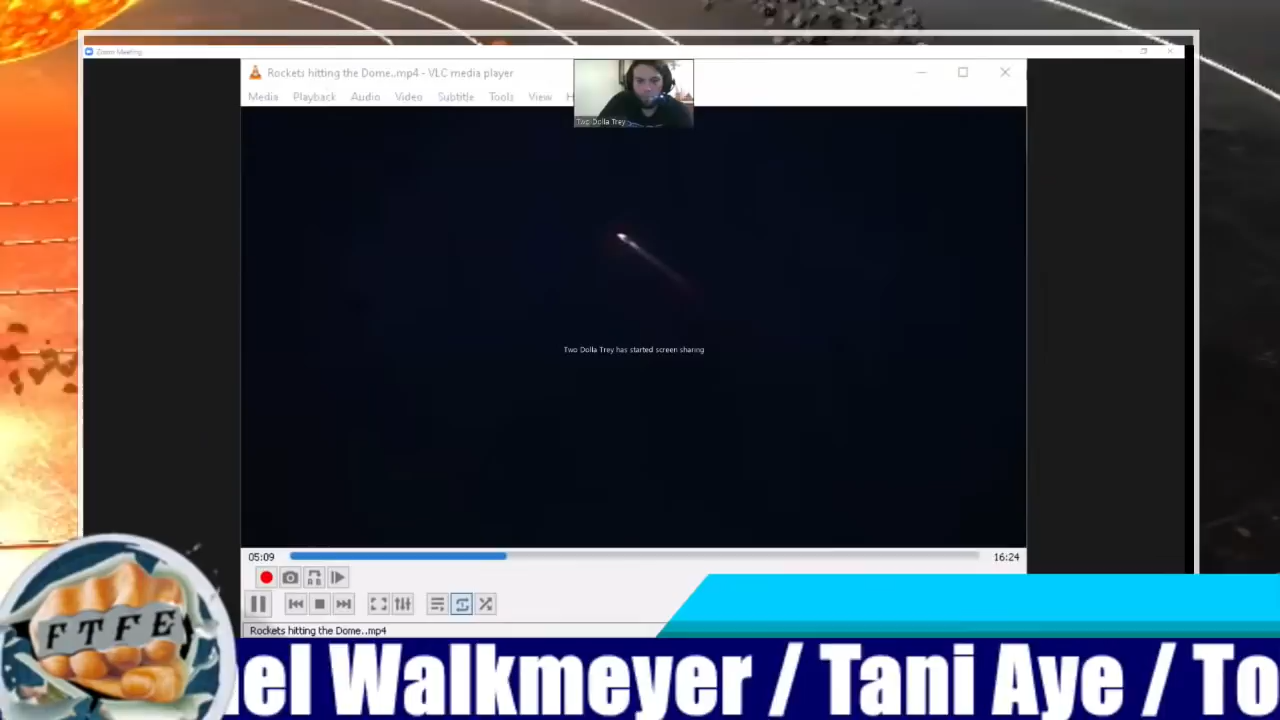 Zoom Meeting
Rockets hitting the Dome..mp4 - VLC media player
Media Playback Audio Video Subtitle Tools View H
Two Dolla Trey
Two Dolla Trey has started screen sharing
05:09
16:24
A B
Rockets hitting the Dome..mp4
FTFE
el Walkmeyer / Tani Aye / To